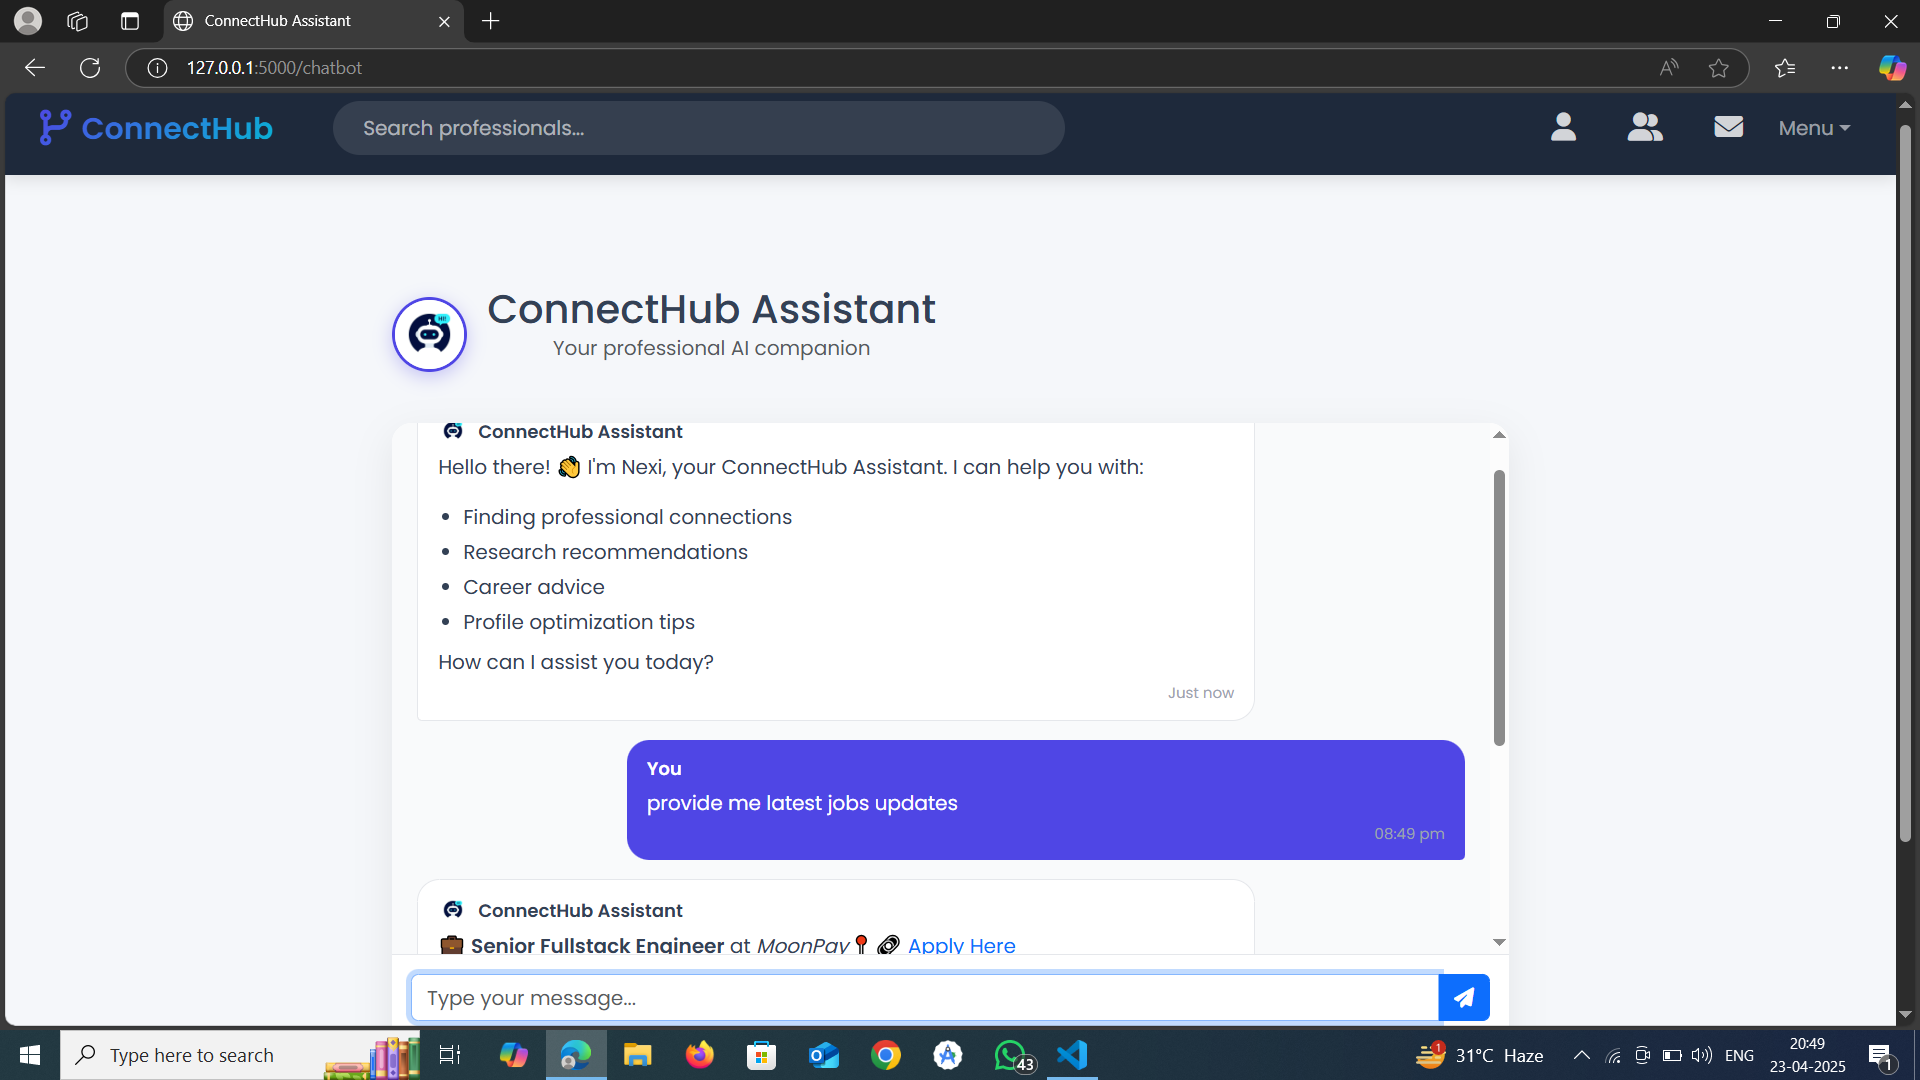 ConnectHub Assistant
127.0.0.1:5000/chatbot
ConnectHub
Search professionals...
Menu
ConnectHub Assistant
Your professional AI companion
ConnectHub Assistant
Hello there! 👋 I'm Nexi, your ConnectHub Assistant. I can help you with:
• Finding professional connections
• Research recommendations
• Career advice
• Profile optimization tips
How can I assist you today?
Just now
You
provide me latest jobs updates
08:49 pm
ConnectHub Assistant
💼 Senior Fullstack Engineer at MoonPay 📍 🔗 Apply Here
Type your message...
Type here to search
43
1
31°C Haze
ENG
20:49
23-04-2025
1